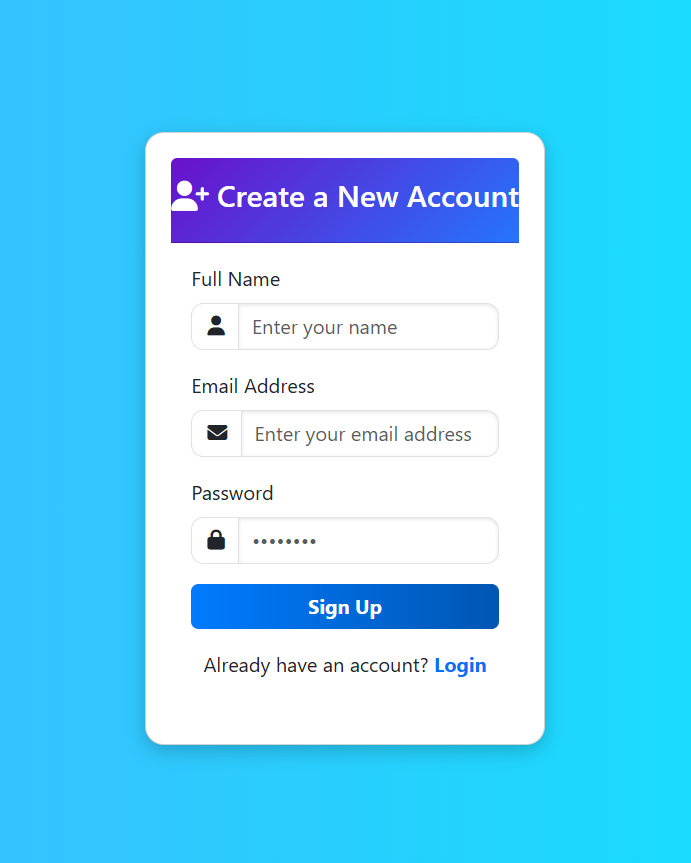 Create a New Account
Full Name
Enter your name
Email Address
Enter your email address
Password
••••••••
Sign Up
Already have an account? Login